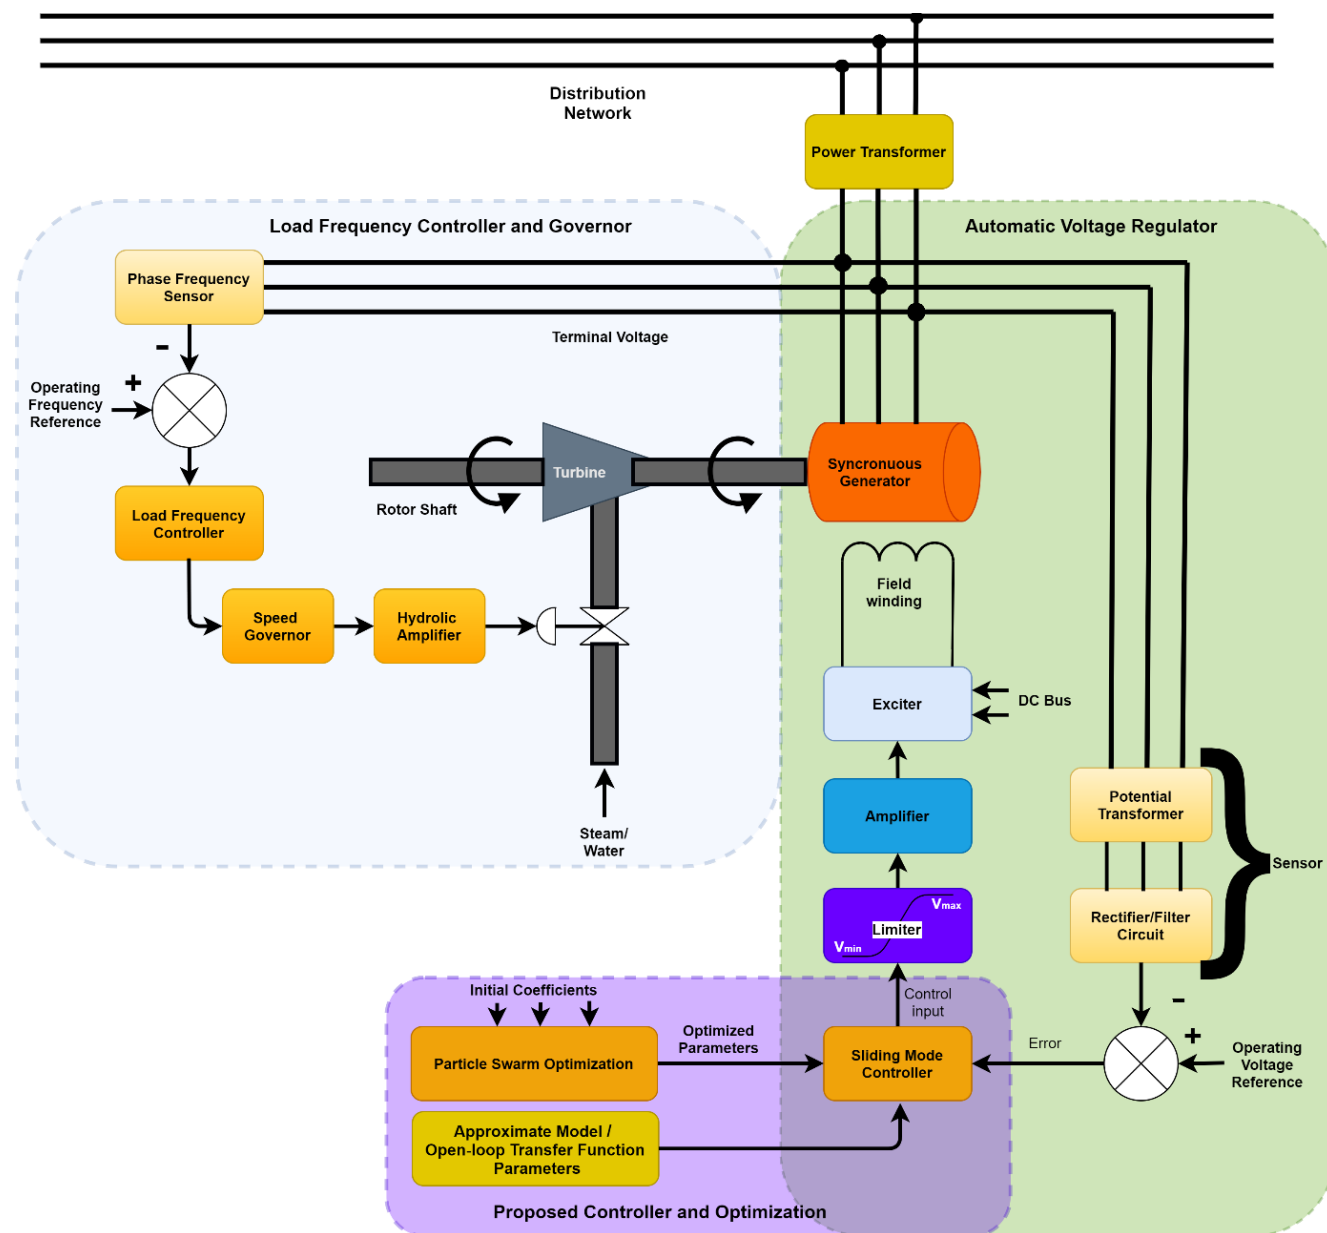 Distribution
Network
Power Transformer
Load Frequency Controller and Governor
Automatic Voltage Regulator
Phase Frequency
Sensor
Terminal Voltage
-
+
Operating
Frequency
Reference
Turbine
Syncronuous
Generator
Rotor Shaft
Load Frequency
Controller
Field
winding
Speed
Governor
Hydrolic
Amplifier
Exciter
DC Bus
Steam/
Water
Amplifier
Potential
Transformer
Sensor
Vmax
Limiter
Vmin
Rectifier/Filter
Circuit
Initial Coefficients
Control
input
-
+
Particle Swarm Optimization
Optimized
Parameters
Sliding Mode
Controller
Error
Operating
Voltage
Reference
Approximate Model /
Open-loop Transfer Function
Parameters
Proposed Controller and Optimization